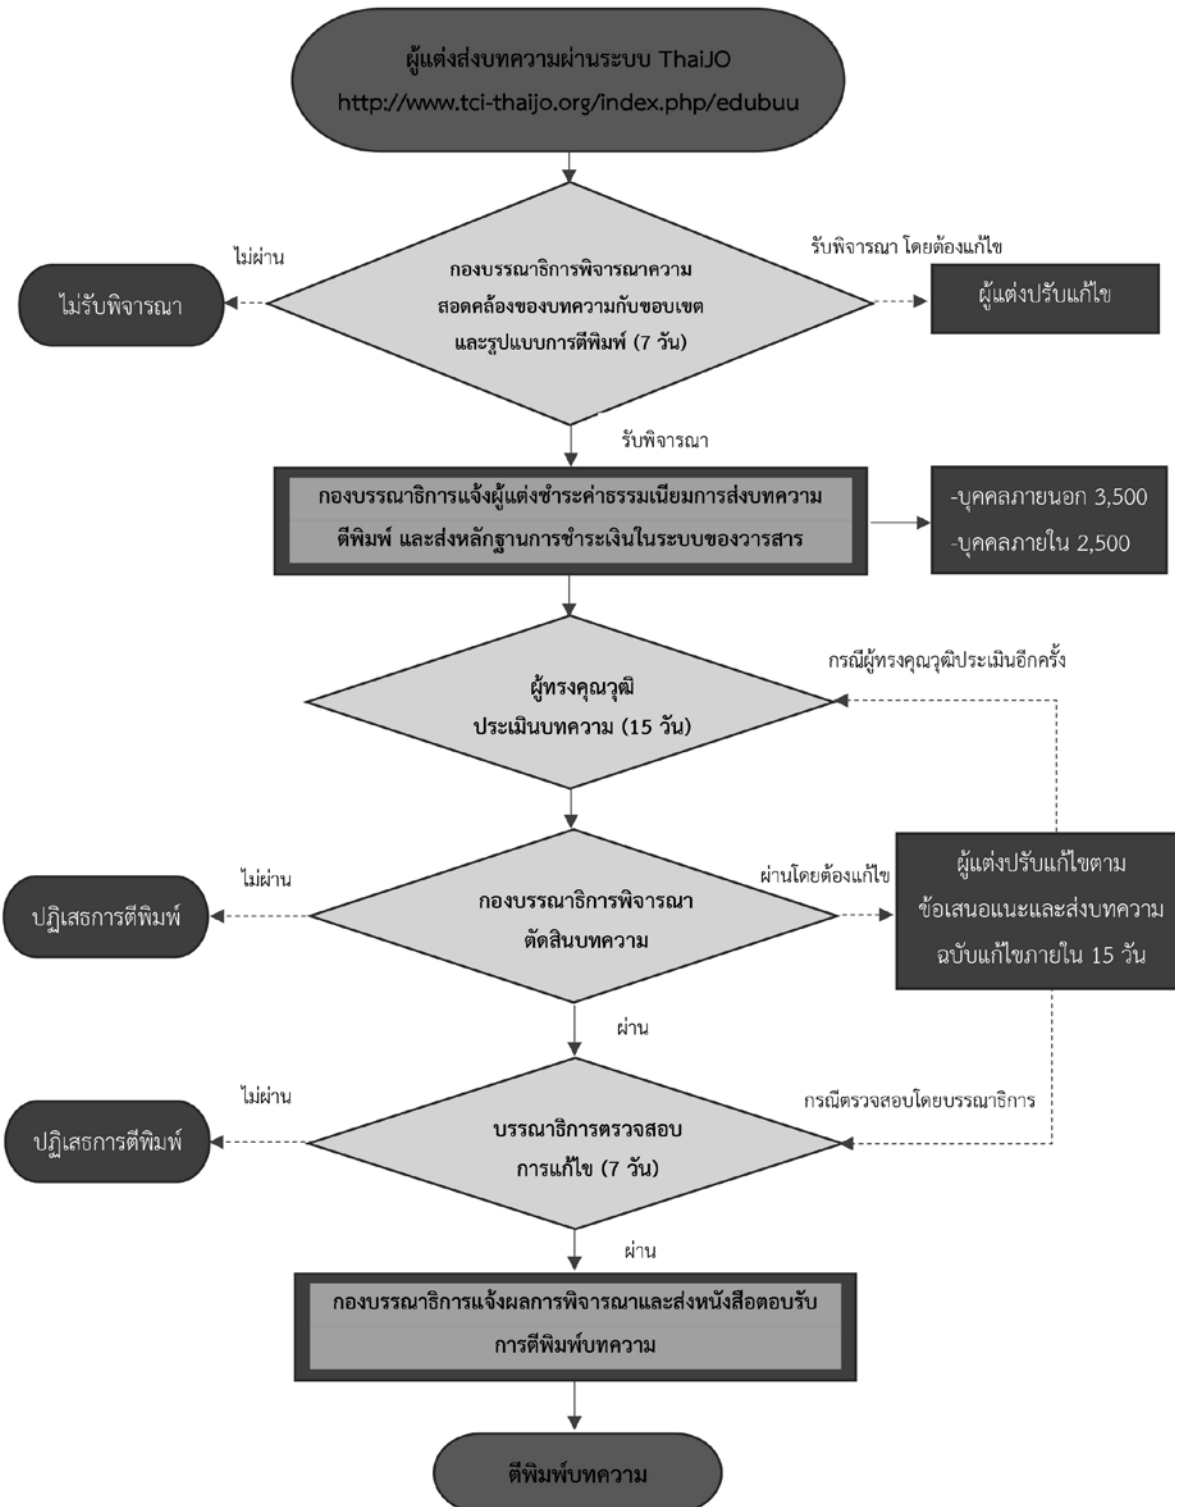 ผู้แต่งส่งบทความผ่านระบบ ThaiJO
http://www.tci-thaijo.org/index.php/edubuu
ไม่ผ่าน
รับพิจารณา โดยต้องแก้ไข
กองบรรณาธิการพิจารณาความ
สอดคล้องของบทความกับขอบเขต
และรูปแบบการตีพิมพ์ (7 วัน)
ไม่รับพิจารณา
ผู้แต่งปรับแก้ไข
รับพิจารณา
กองบรรณาธิการแจ้งผู้แต่งชำระค่าธรรมเนียมการส่งบทความ
ตีพิมพ์ และส่งหลักฐานการชำระเงินในระบบของวารสาร
-บุคคลภายนอก 3,500
-บุคคลภายใน 2,500
กรณีผู้ทรงคุณวุฒิประเมินอีกครั้ง
ผู้ทรงคุณวุฒิ
ประเมินบทความ (15 วัน)
ไม่ผ่าน
ผ่านโดยต้องแก้ไข
กองบรรณาธิการพิจารณา
ตัดสินบทความ
ปฏิเสธการตีพิมพ์
ผู้แต่งปรับแก้ไขตาม
ข้อเสนอแนะและส่งบทความ
ฉบับแก้ไขภายใน 15 วัน
ผ่าน
ไม่ผ่าน
กรณีตรวจสอบโดยบรรณาธิการ
บรรณาธิการตรวจสอบ
การแก้ไข (7 วัน)
ปฏิเสธการตีพิมพ์
ผ่าน
กองบรรณาธิการแจ้งผลการพิจารณาและส่งหนังสือตอบรับ
การตีพิมพ์บทความ
ตีพิมพ์บทความ